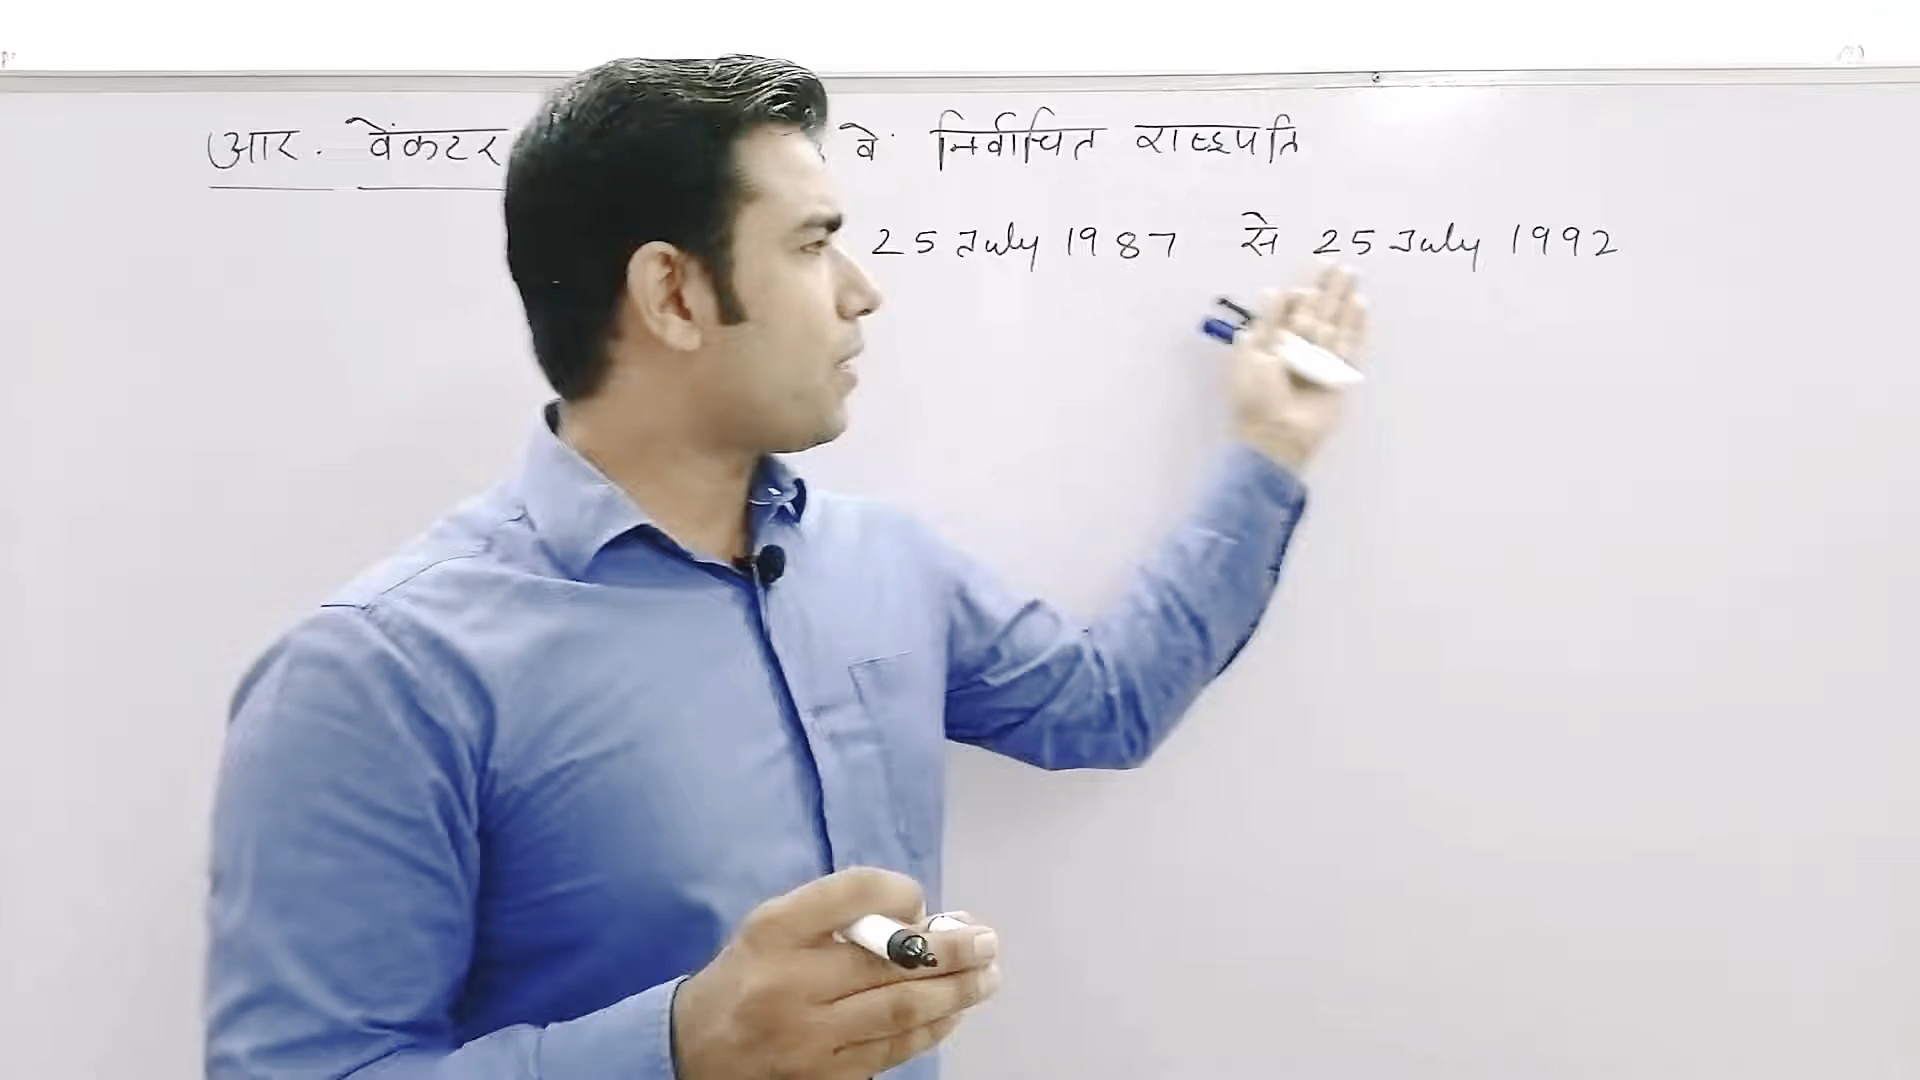 आर. वेंकटर वे निर्वाचित राष्ट्रपति
25 July 1987 से 25 July 1992